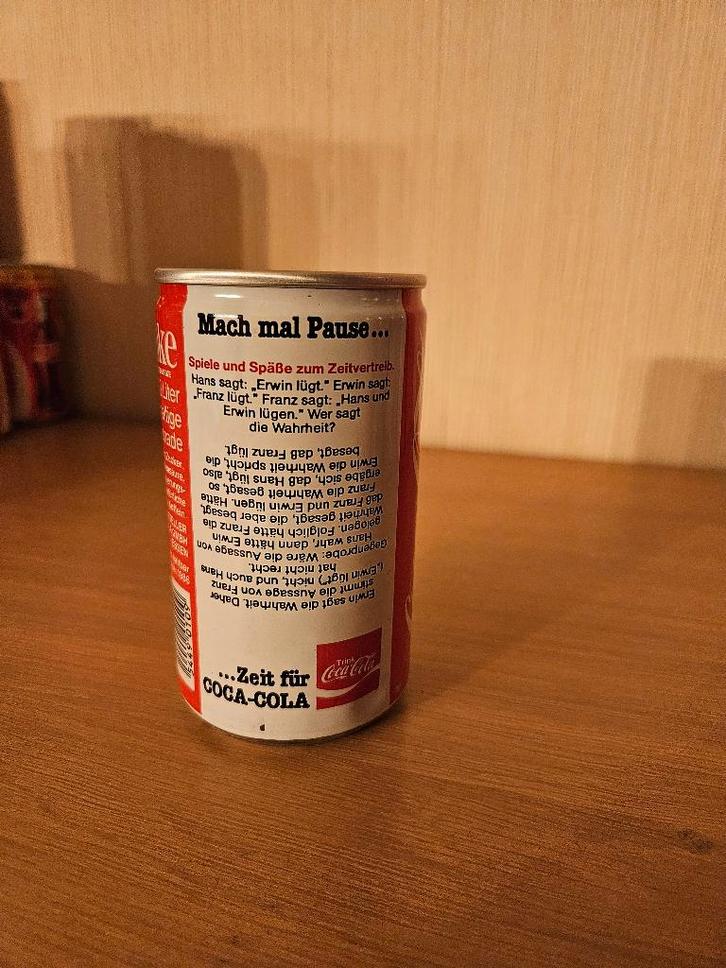 Mach mal Pause...
Spiele und Späße zum Zeitvertreib.
Hans sagt: „Erwin lügt.” Erwin sagt:
„Franz lügt.” Franz sagt: „Hans und
Erwin lügen.” Wer sagt
die Wahrheit?
Erwin sagt die Wahrheit. Daher
stimmt die Aussage von Franz
(„Erwin lügt”) nicht, und auch Hans
hat nicht recht.
Gegenprobe: Wäre die Aussage von
Hans wahr, dann hätte Erwin
gelogen. Folglich hätte Franz die
Wahrheit gesagt, die aber besagt,
daß Franz und Erwin lügen. Hätte
Franz die Wahrheit gesagt, so
ergäbe sich, daß Hans lügt, also
Erwin die Wahrheit spricht, die
besagt, daß Franz lügt.
...Zeit für
COCA-COLA
Trink
Coca-Cola
ke
Liter